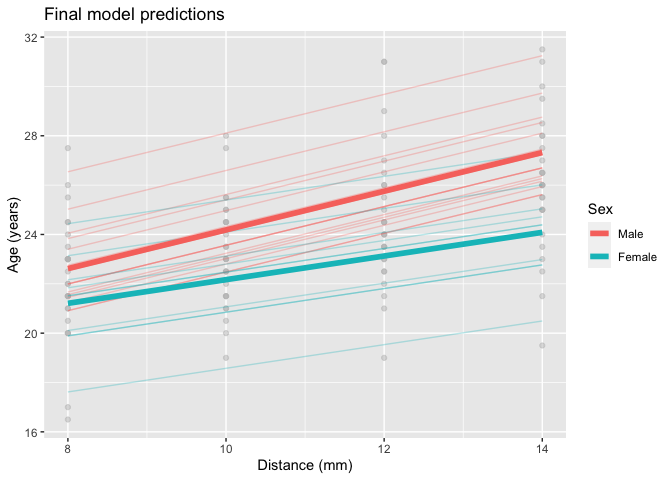 Final model predictions
32
28
24
20
16
Age (years)
8
10
12
14
Distance (mm)
Sex
Male
Female